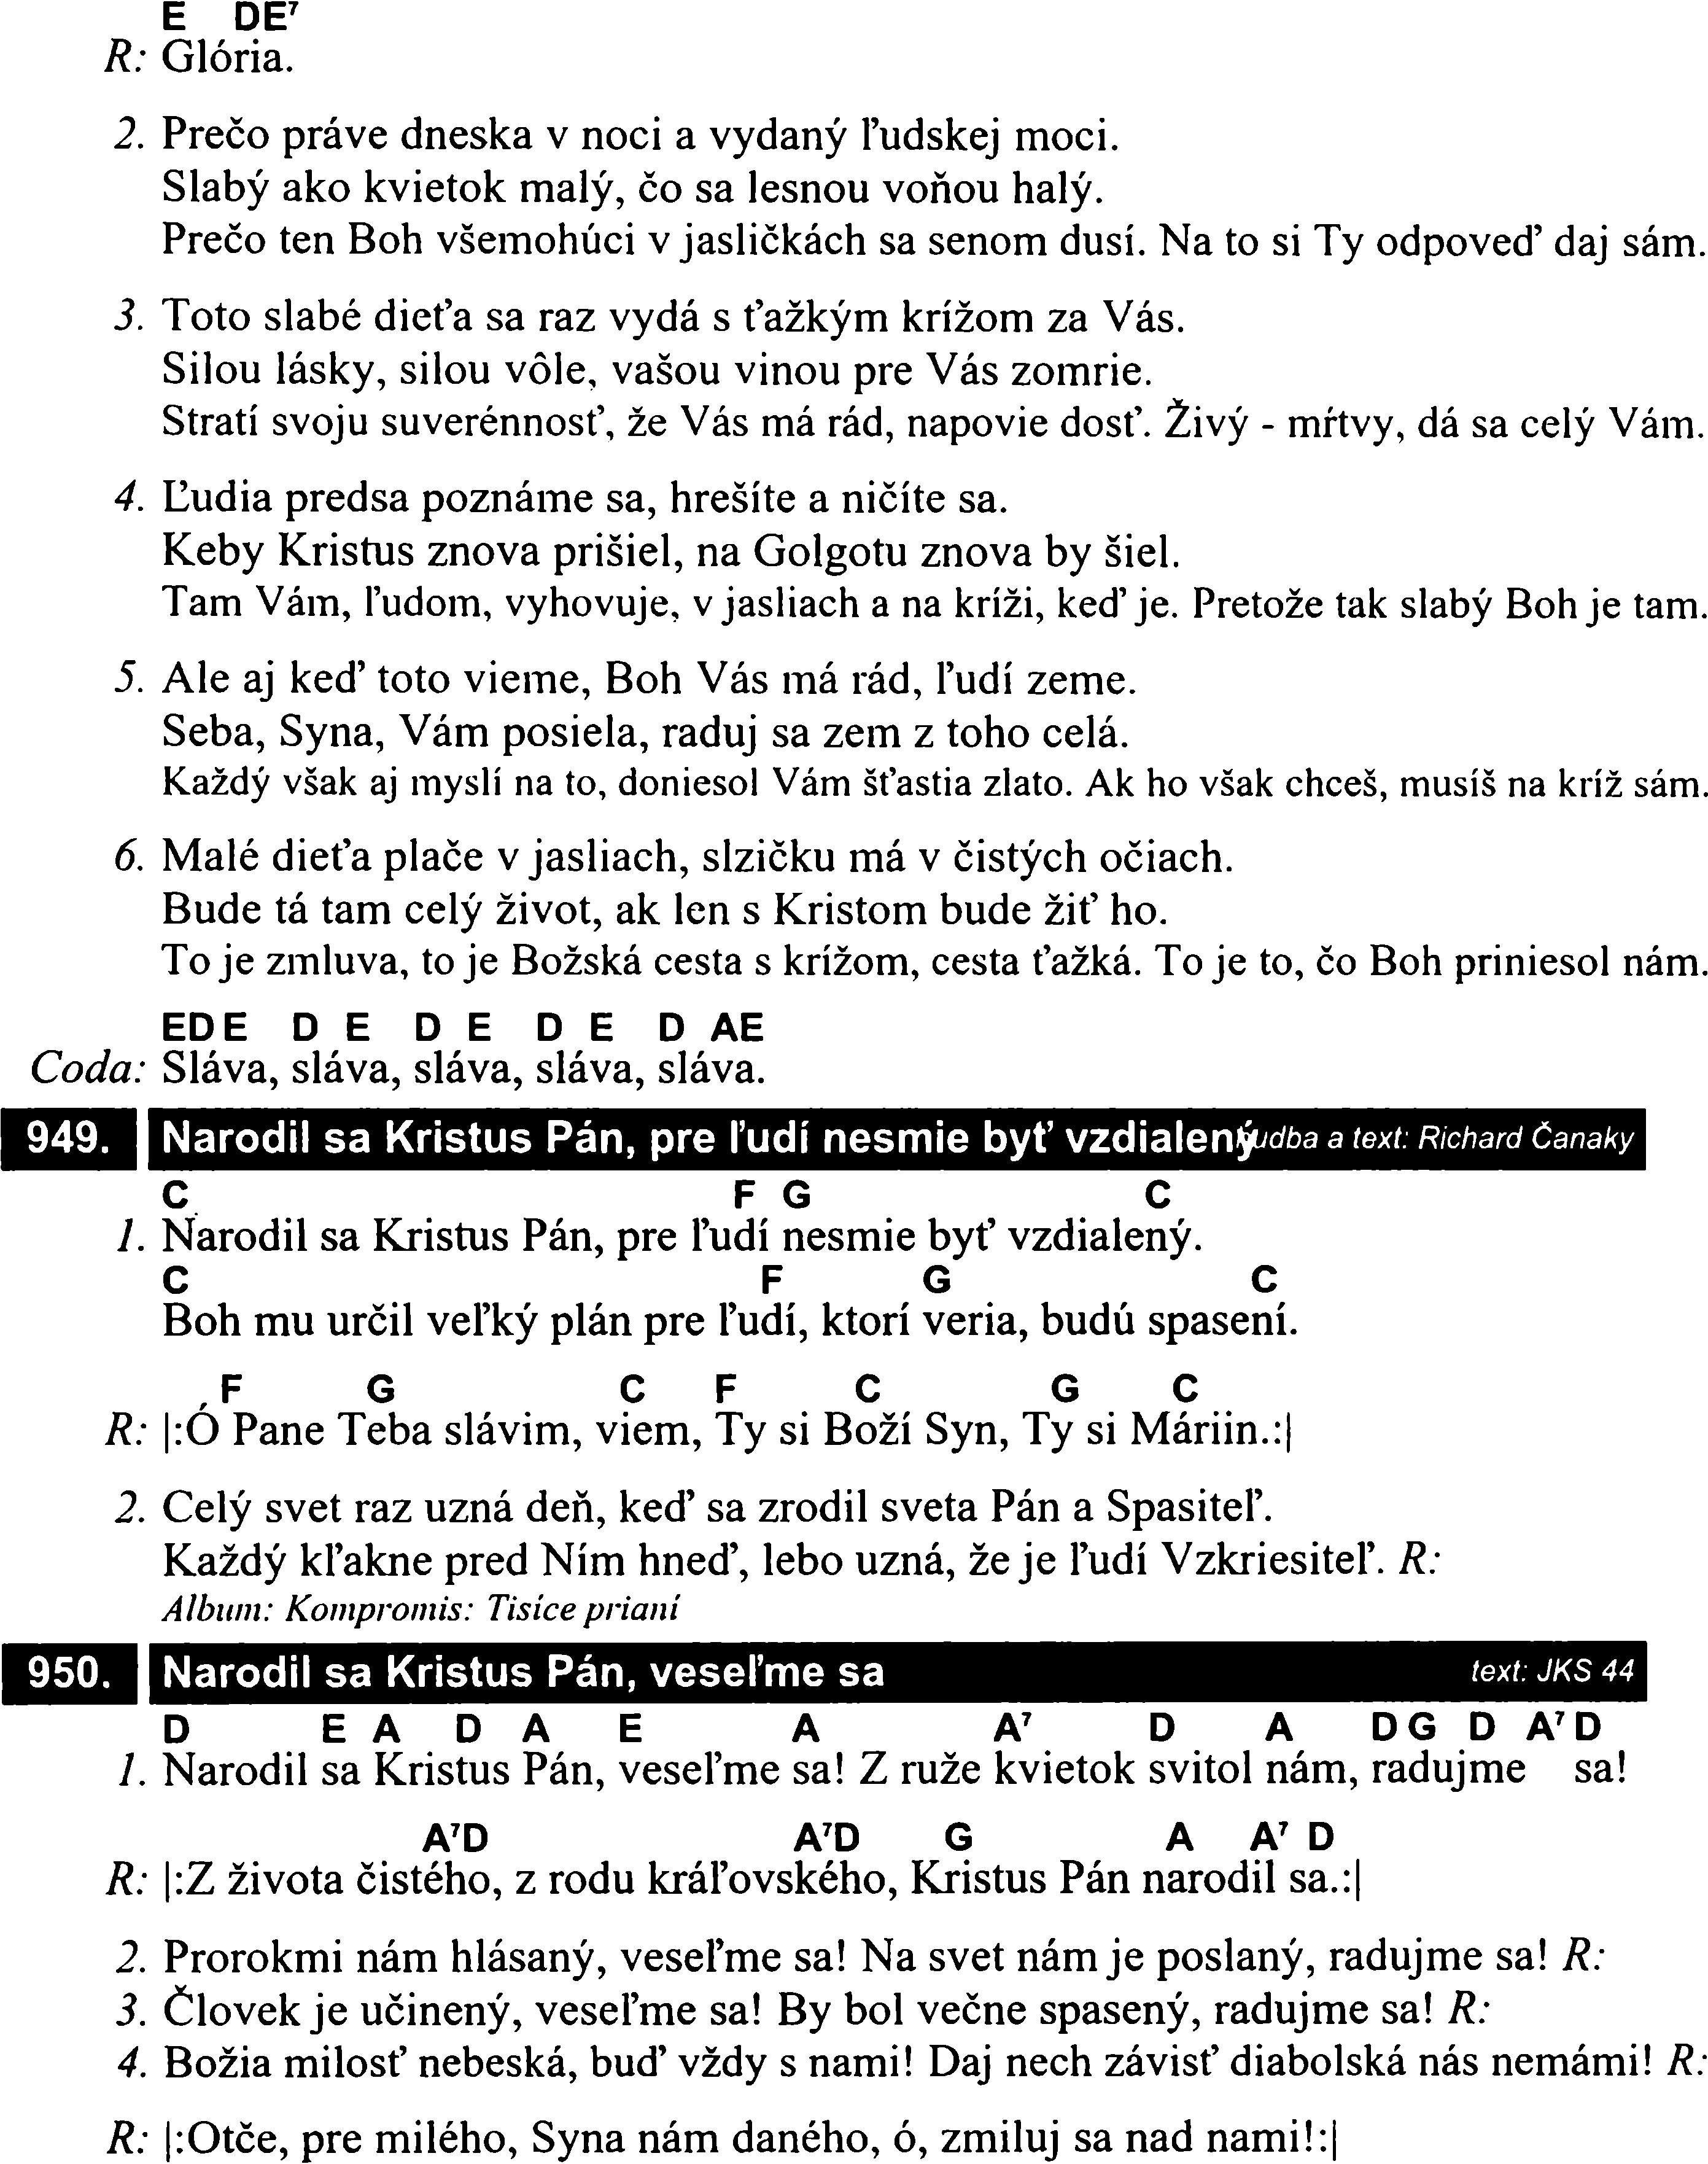 E DE7
R: Glória.
2. Prečo práve dneska v noci a vydaný ľudskej moci.
Slabý ako kvietok malý, čo sa lesnou voňou halý.
Prečo ten Boh všemohúci v jasličkách sa senom dusí. Na to si Ty odpoveď daj sám.
3. Toto slabé dieťa sa raz vydá s ťažkým krížom za Vás.
Silou lásky, silou vôle, vašou vinou pre Vás zomrie.
Stratí svoju suverénnosť, že Vás má rád, napovie dosť. Živý - mŕtvy, dá sa celý Vám.
4. Ľudia predsa poznáme sa, hrešíte a ničíte sa.
Keby Kristus znova prišiel, na Golgotu znova by šiel.
Tam Vám, ľudom, vyhovuje, v jasliach a na kríži, keď je. Pretože tak slabý Boh je tam.
5. Ale aj keď toto vieme, Boh Vás má rád, ľudí zeme.
Seba, Syna, Vám posiela, raduj sa zem z toho celá.
Každý však aj myslí na to, doniesol Vám šťastia zlato. Ak ho však chceš, musíš na kríž sám.
6. Malé dieťa plače v jasliach, slzičku má v čistých očiach.
Bude tá tam celý život, ak len s Kristom bude žiť ho.
To je zmluva, to je Božská cesta s krížom, cesta ťažká. To je to, čo Boh priniesol nám.
ED E D E D E D E D AE
Coda: Sláva, sláva, sláva, sláva, sláva.
949. Narodil sa Kristus Pán, pre ľudí nesmie byť vzdialený hudba a text: Richard Čanaky
C F G C
1. Narodil sa Kristus Pán, pre ľudí nesmie byť vzdialený.
C F G C
Boh mu určil veľký plán pre ľudí, ktorí veria, budú spasení.
F G C F C G C
R: |:Ó Pane Teba slávim, viem, Ty si Boží Syn, Ty si Máriin.:|
2. Celý svet raz uzná deň, keď sa zrodil sveta Pán a Spasiteľ.
Každý kľakne pred Ním hneď, lebo uzná, že je ľudí Vzkriesiteľ. R:
Album: Kompromis: Tisíce prianí
950. Narodil sa Kristus Pán, veseľme sa text: JKS 44
D E A D A E A A7 D A D G D A7 D
1. Narodil sa Kristus Pán, veseľme sa! Z ruže kvietok svitol nám, radujme sa!
A7D A7D G A A7 D
R: |:Z života čistého, z rodu kráľovského, Kristus Pán narodil sa.:|
2. Prorokmi nám hlásaný, veseľme sa! Na svet nám je poslaný, radujme sa! R:
3. Človek je učinený, veseľme sa! By bol večne spasený, radujme sa! R:
4. Božia milosť nebeská, buď vždy s nami! Daj nech závisť diabolská nás nemámi! R:
R: |:Otče, pre milého, Syna nám daného, ó, zmiluj sa nad nami!:|